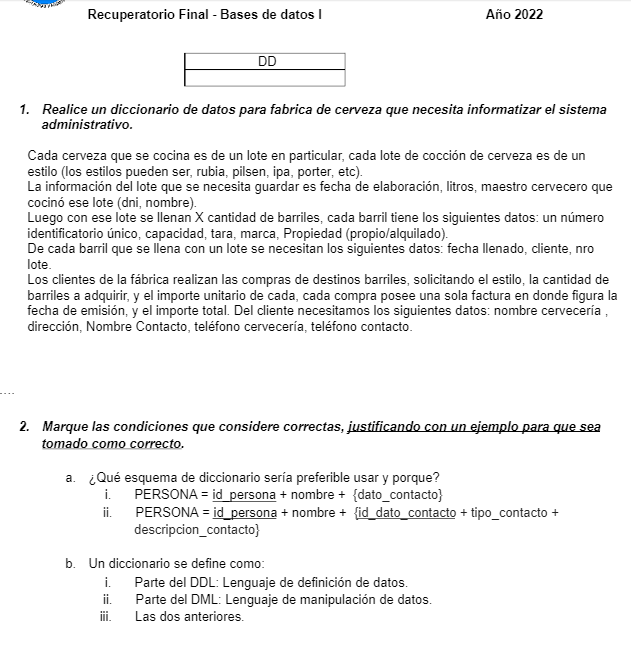 Recuperatorio Final - Bases de datos I Año 2022
DD
1. Realice un diccionario de datos para fabrica de cerveza que necesita informatizar el sistema
administrativo.
Cada cerveza que se cocina es de un lote en particular, cada lote de cocción de cerveza es de un
estilo (los estilos pueden ser, rubia, pilsen, ipa, porter, etc).
La información del lote que se necesita guardar es fecha de elaboración, litros, maestro cervecero que
cocinó ese lote (dni, nombre).
Luego con ese lote se llenan X cantidad de barriles, cada barril tiene los siguientes datos: un número
identificatorio único, capacidad, tara, marca, Propiedad (propio/alquilado).
De cada barril que se llena con un lote se necesitan los siguientes datos: fecha llenado, cliente, nro
lote.
Los clientes de la fábrica realizan las compras de destinos barriles, solicitando el estilo, la cantidad de
barriles a adquirir, y el importe unitario de cada, cada compra posee una sola factura en donde figura la
fecha de emisión, y el importe total. Del cliente necesitamos los siguientes datos: nombre cervecería ,
dirección, Nombre Contacto, teléfono cervecería, teléfono contacto.
....
2. Marque las condiciones que considere correctas, justificando con un ejemplo para que sea
tomado como correcto.
a. ¿Qué esquema de diccionario sería preferible usar y porque?
i. PERSONA = id_persona + nombre + {dato_contacto}
ii. PERSONA = id_persona + nombre + {id_dato_contacto + tipo_contacto +
descripcion_contacto}
b. Un diccionario se define como:
i. Parte del DDL: Lenguaje de definición de datos.
ii. Parte del DML: Lenguaje de manipulación de datos.
iii. Las dos anteriores.